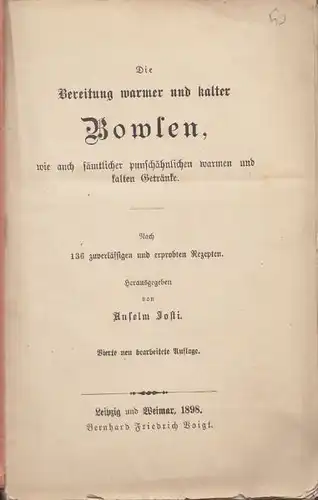 Die
Bereitung warmer und kalter
Bowlen,
wie auch sämtlicher punschähnlichen warmen und
kalten Getränke.
Nach
136 zuverlässigen und erprobten Rezepten.
Herausgegeben
von
Anselm Josti.
Vierte neu bearbeitete Auflage.
Leipzig und Weimar, 1898.
Bernhard Friedrich Voigt.